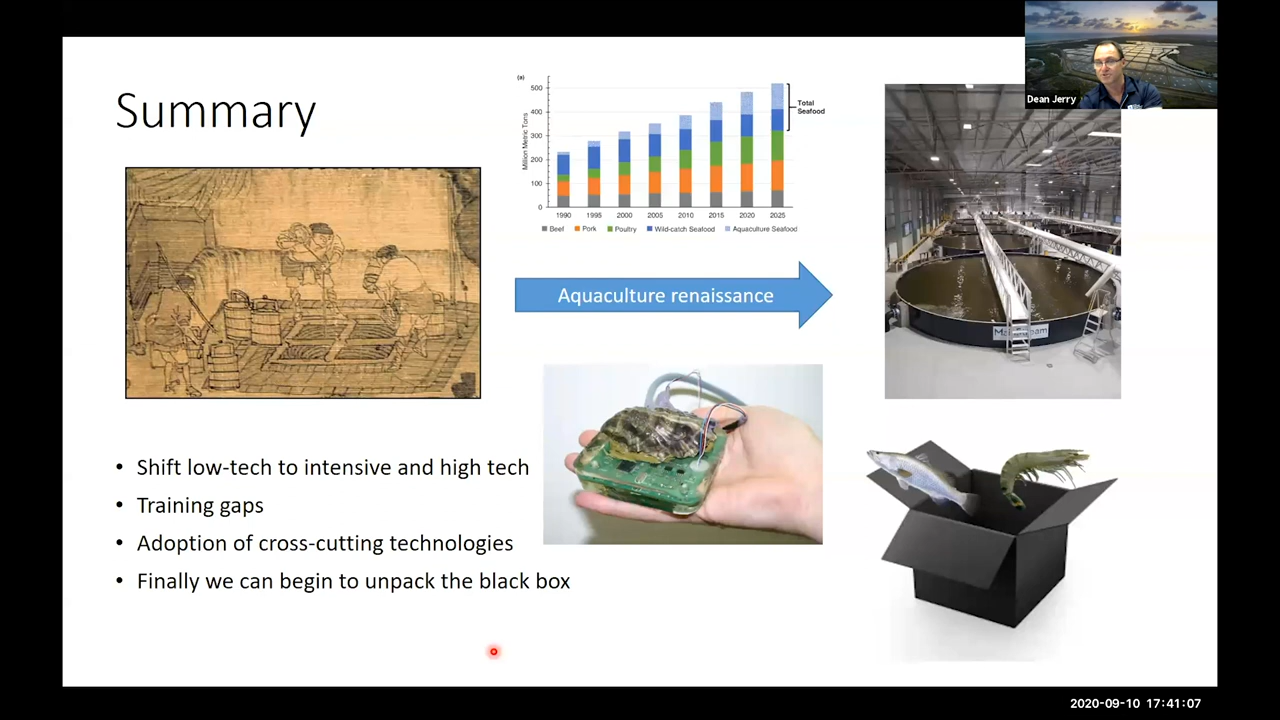 Dean Jerry
Summary
(a)
Million Metric Tons
500
400
300
200
100
0
1990 1995 2000 2005 2010 2015 2020 2025
Total
Seafood
Beef Pork Poultry Wild-catch Seafood Aquaculture Seafood
Aquaculture renaissance
• Shift low-tech to intensive and high tech
• Training gaps
• Adoption of cross-cutting technologies
• Finally we can begin to unpack the black box
2020-09-10 17:41:07